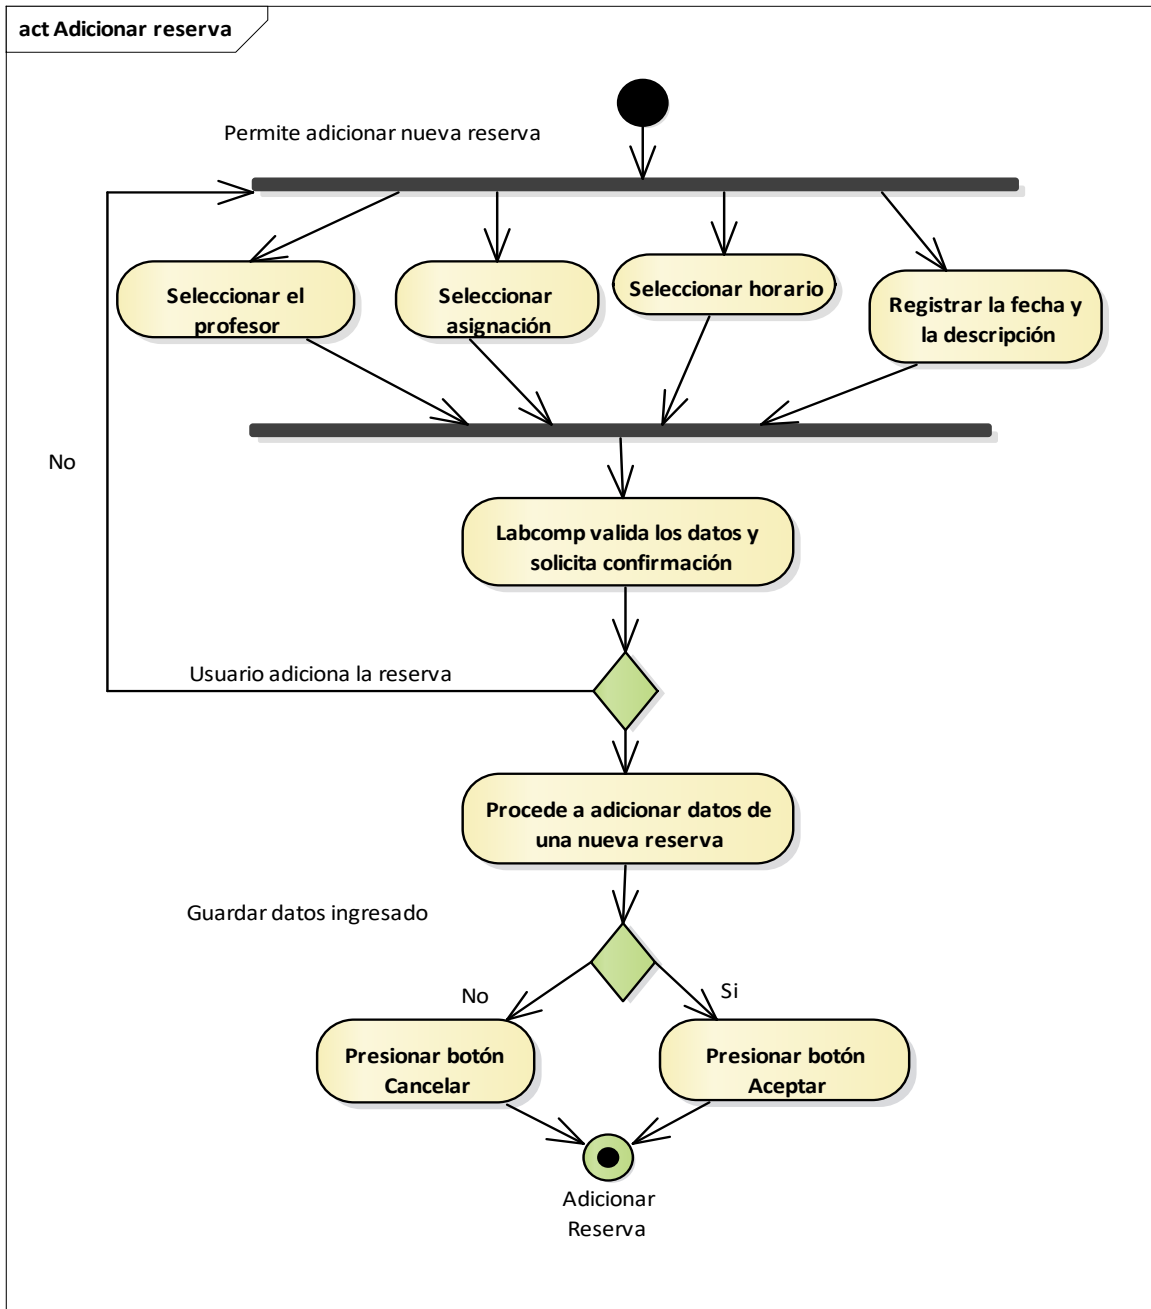 act Adicionar reserva
Permite adicionar nueva reserva
Seleccionar el
profesor
Seleccionar
asignación
Seleccionar horario
Registrar la fecha y
la descripción
No
Labcomp valida los datos y
solicita confirmación
Usuario adiciona la reserva
Procede a adicionar datos de
una nueva reserva
Guardar datos ingresado
No
Si
Presionar botón
Cancelar
Presionar botón
Aceptar
Adicionar
Reserva